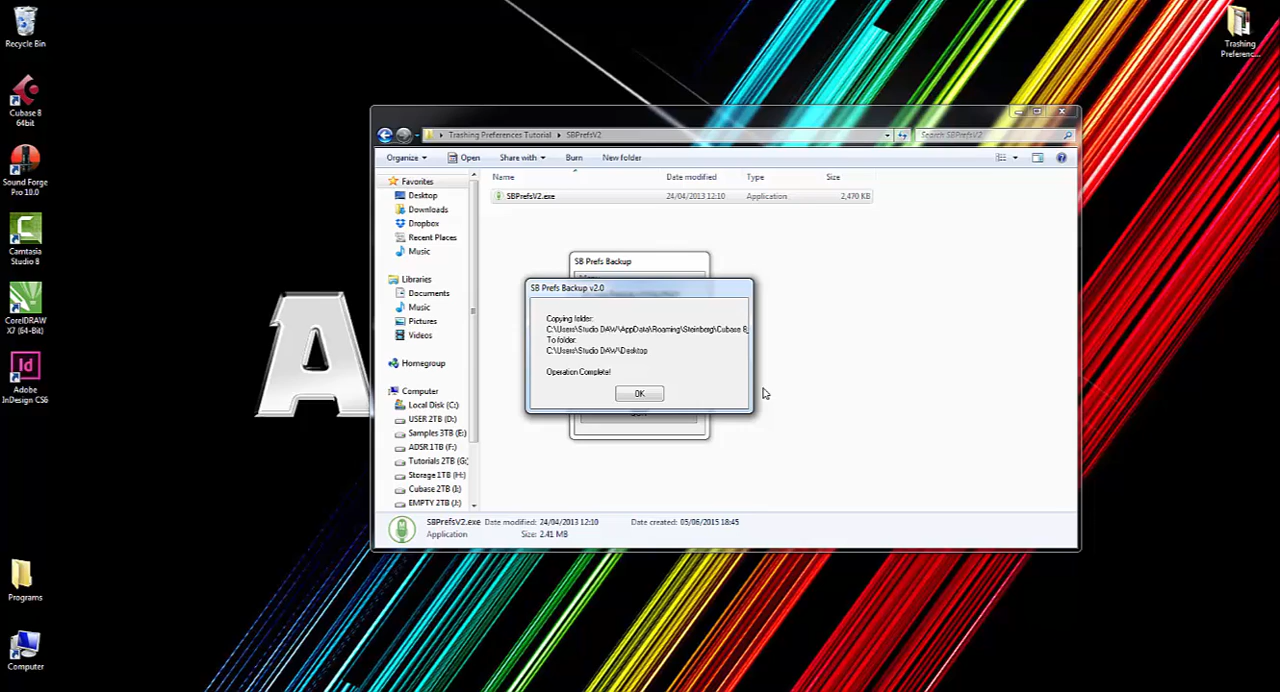 Recycle Bin
Cubase 8
64bit
Sound Forge
Pro 10.0
Camtasia
Studio 8
CorelDRAW
X7 (64-Bit)
Id
Adobe
InDesign CS6
Programs
Computer
Trashing
Preferenc...
A
Trashing Preferences Tutorial ▸ SBPrefsV2
Search SBPrefsV2
Organize Open Share with Burn New folder
Name Date modified Type Size
SBPrefsV2.exe 24/04/2013 12:10 Application 2,470 KB
Favorites
Desktop
Downloads
Dropbox
Recent Places
Music
Libraries
Documents
Music
Pictures
Videos
Homegroup
Computer
Local Disk (C:)
USER 2TB (D:)
Samples 3TB (E:)
ADSR 1TB (F:)
Tutorials 2TB (G:)
Storage 1TB (H:)
Cubase 2TB (I:)
EMPTY 2TB (J:)
SB Prefs Backup
SB Prefs Backup v2.0
Copying folder:
C:\Users\Studio DAW\AppData\Roaming\Steinberg\Cubase 8_
To folder:
C:\Users\Studio DAW\Desktop
Operation Complete!
OK
SBPrefsV2.exe Date modified: 24/04/2013 12:10 Date created: 05/06/2015 18:45
Application Size: 2.41 MB